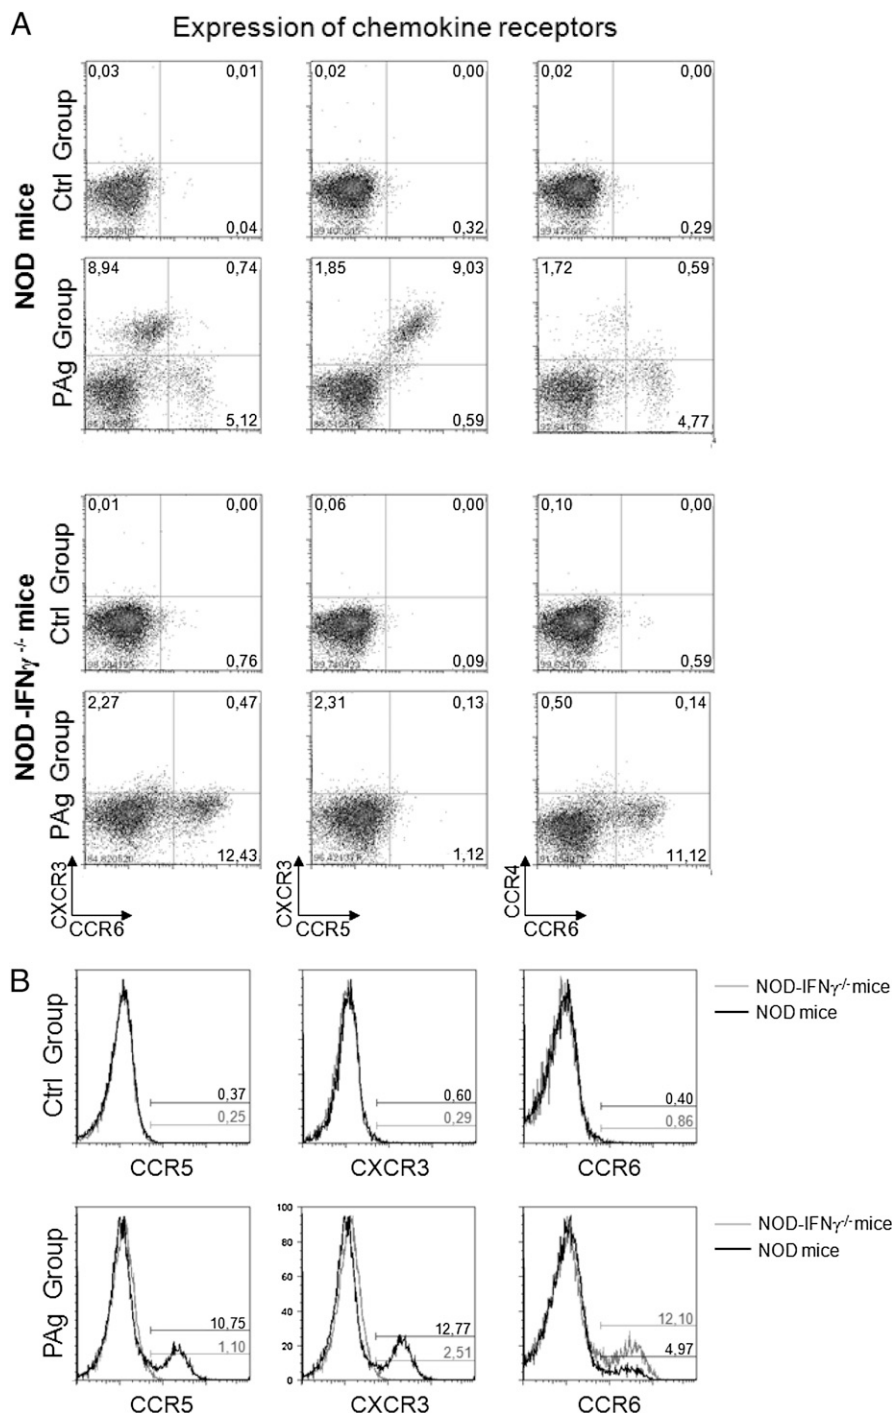 A
Expression of chemokine receptors
NOD mice
Ctrl Group
0,03 0,01
0,04
0,02 0,00
0,32
0,02 0,00
0,29
PAg Group
8,94 0,74
5,12
1,85 9,03
0,59
1,72 0,59
4,77
NOD-IFNγ -/- mice
Ctrl Group
0,01 0,00
0,76
0,06 0,00
0,09
0,10 0,00
0,59
PAg Group
2,27 0,47
12,43
2,31 0,13
1,12
0,50 0,14
11,12
CXCR3
CCR6
CXCR3
CCR5
CCR4
CCR6
B
Ctrl Group
0,37
0,25
CCR5
0,60
0,29
CXCR3
0,40
0,86
CCR6
NOD-IFNγ-/- mice
NOD mice
PAg Group
10,75
1,10
CCR5
100
80
60
40
20
0
12,77
2,51
CXCR3
12,10
4,97
CCR6
NOD-IFNγ-/- mice
NOD mice